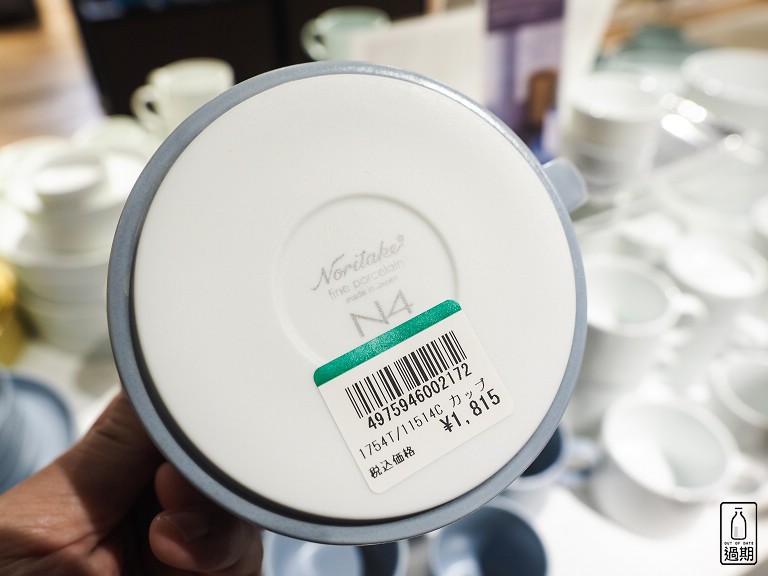 Noritake
fine porcelain
made in Japan
N4
4975946002172
1754T/11514C カップ
¥1,815
税込価格
OUT OF DATE
過期